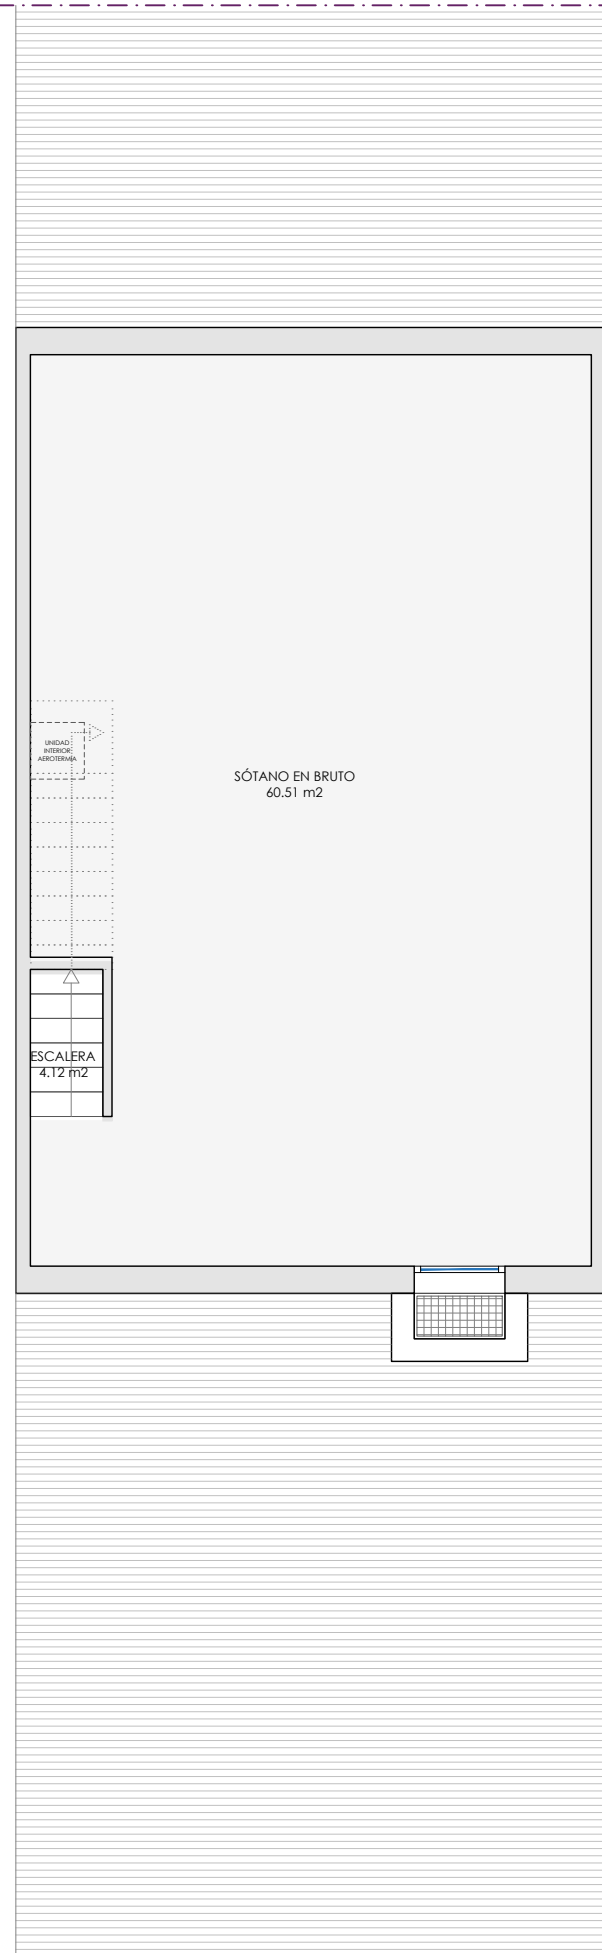 UNIDAD
INTERIOR
AEROTERMIA
SÓTANO EN BRUTO
60.51 m2
ESCALERA
4.12 m2